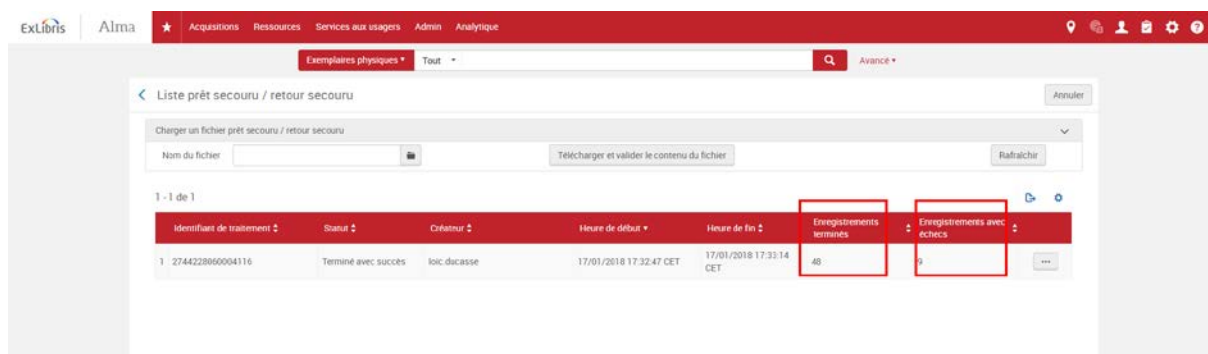 ExLibris Alma Acquisitions Ressources Services aux usagers Admin Analytique
Exemplaires physiques Tout Avancé
Liste prêt secouru / retour secouru Annuler
Charger un fichier prêt secouru / retour secouru
Nom du fichier Télécharger et valider le contenu du fichier Rafraîchir
1 - 1 de 1
Identifiant de traitement Statut Créateur Heure de début Heure de fin Enregistrements terminés Enregistrements avec échecs
1 2744228060004116 Terminé avec succès loic.ducasse 17/01/2018 17:32:47 CET 17/01/2018 17:33:14 CET 48 9